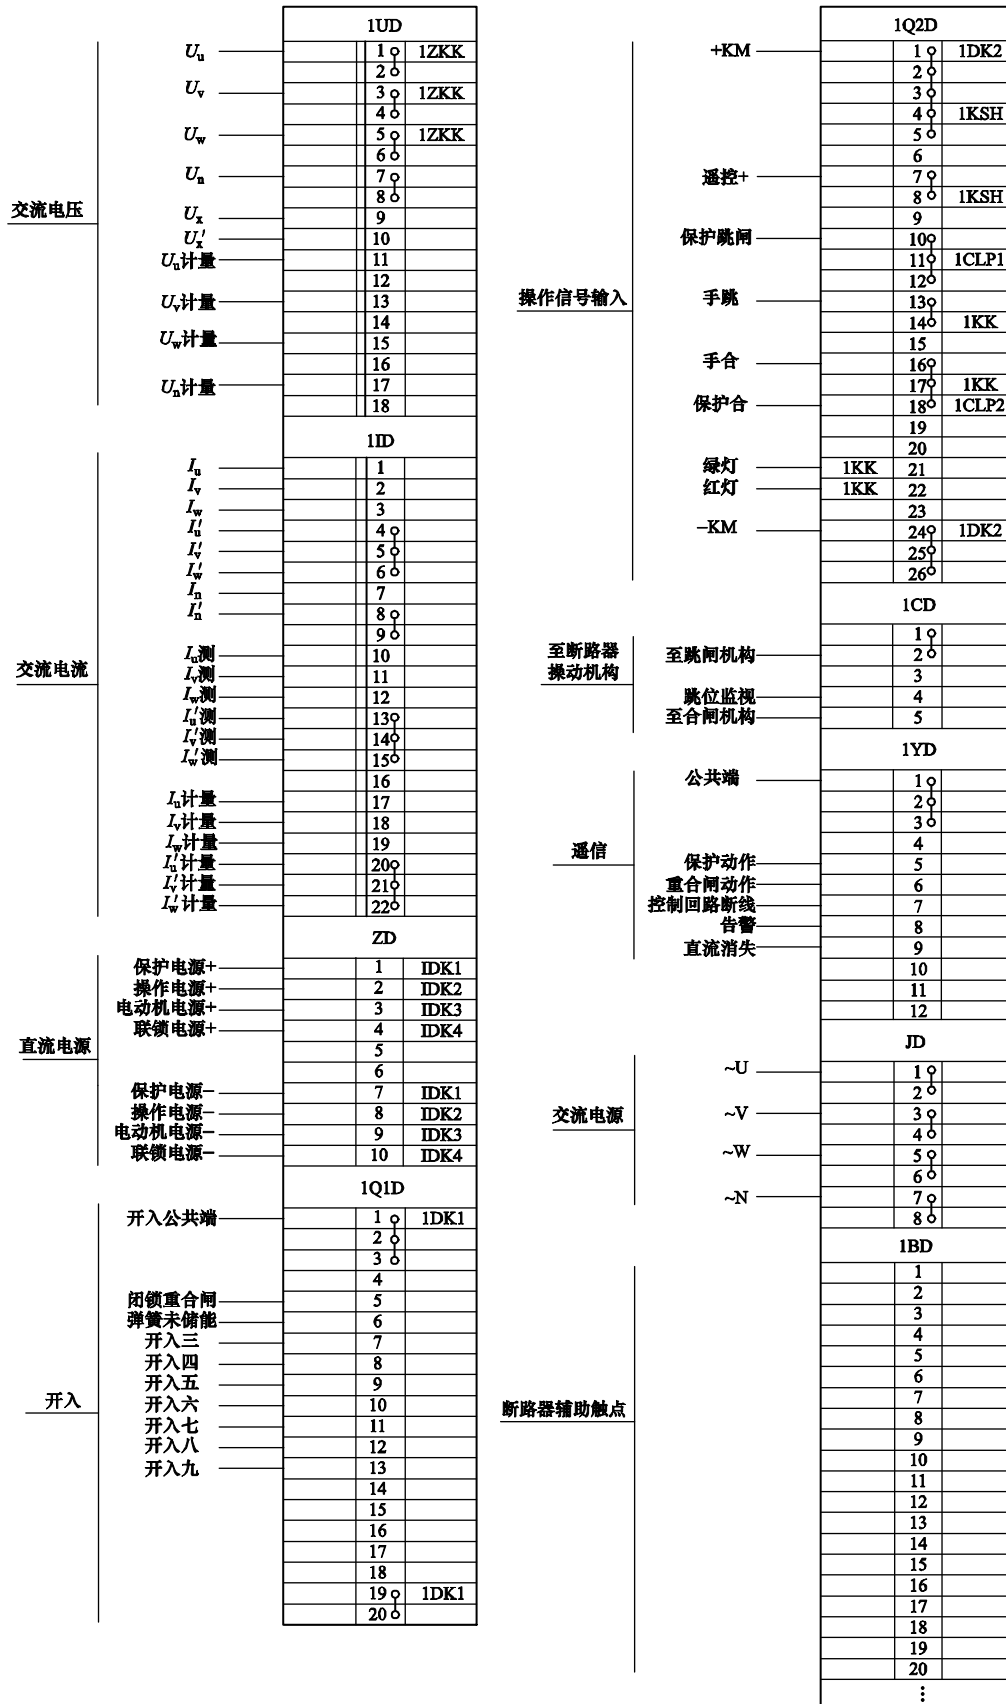 1UD
交流电压
Uu 1 1ZKK
2
Uv 3 1ZKK
4
Uw 5 1ZKK
6
Un 7
8
Ux 9
Ux′ 10
Uu计量 11
12
Uv计量 13
14
Uw计量 15
16
Un计量 17
18
1ID
交流电流
Iu 1
Iv 2
Iw 3
Iu′ 4
Iv′ 5
Iw′ 6
In 7
In′ 8
9
Iu测 10
Iv测 11
Iw测 12
Iu′测 13
Iv′测 14
Iw′测 15
16
Iu计量 17
Iv计量 18
Iw计量 19
Iu′计量 20
Iv′计量 21
Iw′计量 22
ZD
直流电源
保护电源+ 1 IDK1
操作电源+ 2 IDK2
电动机电源+ 3 IDK3
联锁电源+ 4 IDK4
5
6
保护电源− 7 IDK1
操作电源− 8 IDK2
电动机电源− 9 IDK3
联锁电源− 10 IDK4
1Q1D
开入
开入公共端 1 1DK1
2
3
4
闭锁重合闸 5
弹簧未储能 6
开入三 7
开入四 8
开入五 9
开入六 10
开入七 11
开入八 12
开入九 13
14
15
16
17
18
19 1DK1
20
1Q2D
操作信号输入
+KM 1 1DK2
2
3
4 1KSH
5
6
遥控+ 7
8 1KSH
9
保护跳闸 10
11 1CLP1
12
手跳 13
14 1KK
15
手合 16
17 1KK
保护合 18 1CLP2
19
20
绿灯 1KK 21
红灯 1KK 22
23
−KM 24 1DK2
25
26
1CD
至断路器
操动机构
1
至跳闸机构 2
3
跳位监视 4
至合闸机构 5
1YD
遥信
公共端 1
2
3
4
保护动作 5
重合闸动作 6
控制回路断线 7
告警 8
直流消失 9
10
11
12
JD
交流电源
~U 1
2
~V 3
4
~W 5
6
~N 7
8
1BD
断路器辅助触点
1
2
3
4
5
6
7
8
9
10
11
12
13
14
15
16
17
18
19
20
⋮